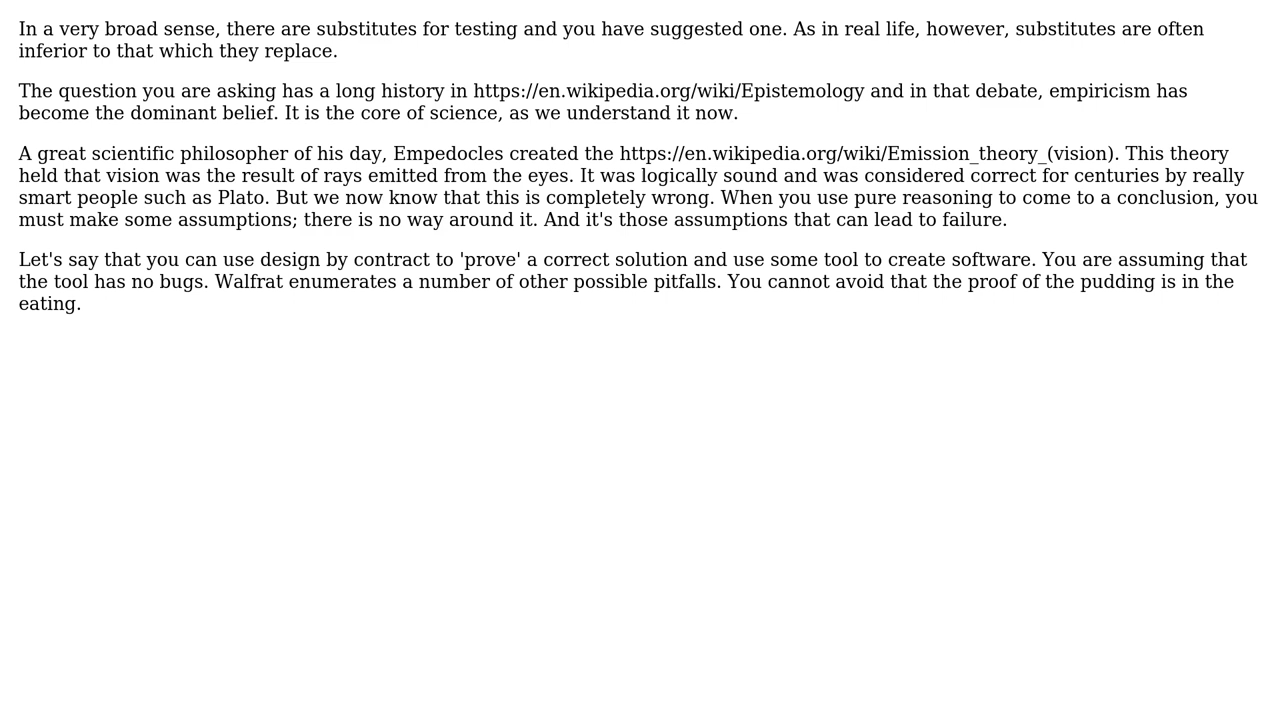 In a very broad sense, there are substitutes for testing and you have suggested one. As in real life, however, substitutes are often
inferior to that which they replace.
The question you are asking has a long history in https://en.wikipedia.org/wiki/Epistemology and in that debate, empiricism has
become the dominant belief. It is the core of science, as we understand it now.
A great scientific philosopher of his day, Empedocles created the https://en.wikipedia.org/wiki/Emission_theory_(vision). This theory
held that vision was the result of rays emitted from the eyes. It was logically sound and was considered correct for centuries by really
smart people such as Plato. But we now know that this is completely wrong. When you use pure reasoning to come to a conclusion, you
must make some assumptions; there is no way around it. And it's those assumptions that can lead to failure.
Let's say that you can use design by contract to 'prove' a correct solution and use some tool to create software. You are assuming that
the tool has no bugs. Walfrat enumerates a number of other possible pitfalls. You cannot avoid that the proof of the pudding is in the
eating.